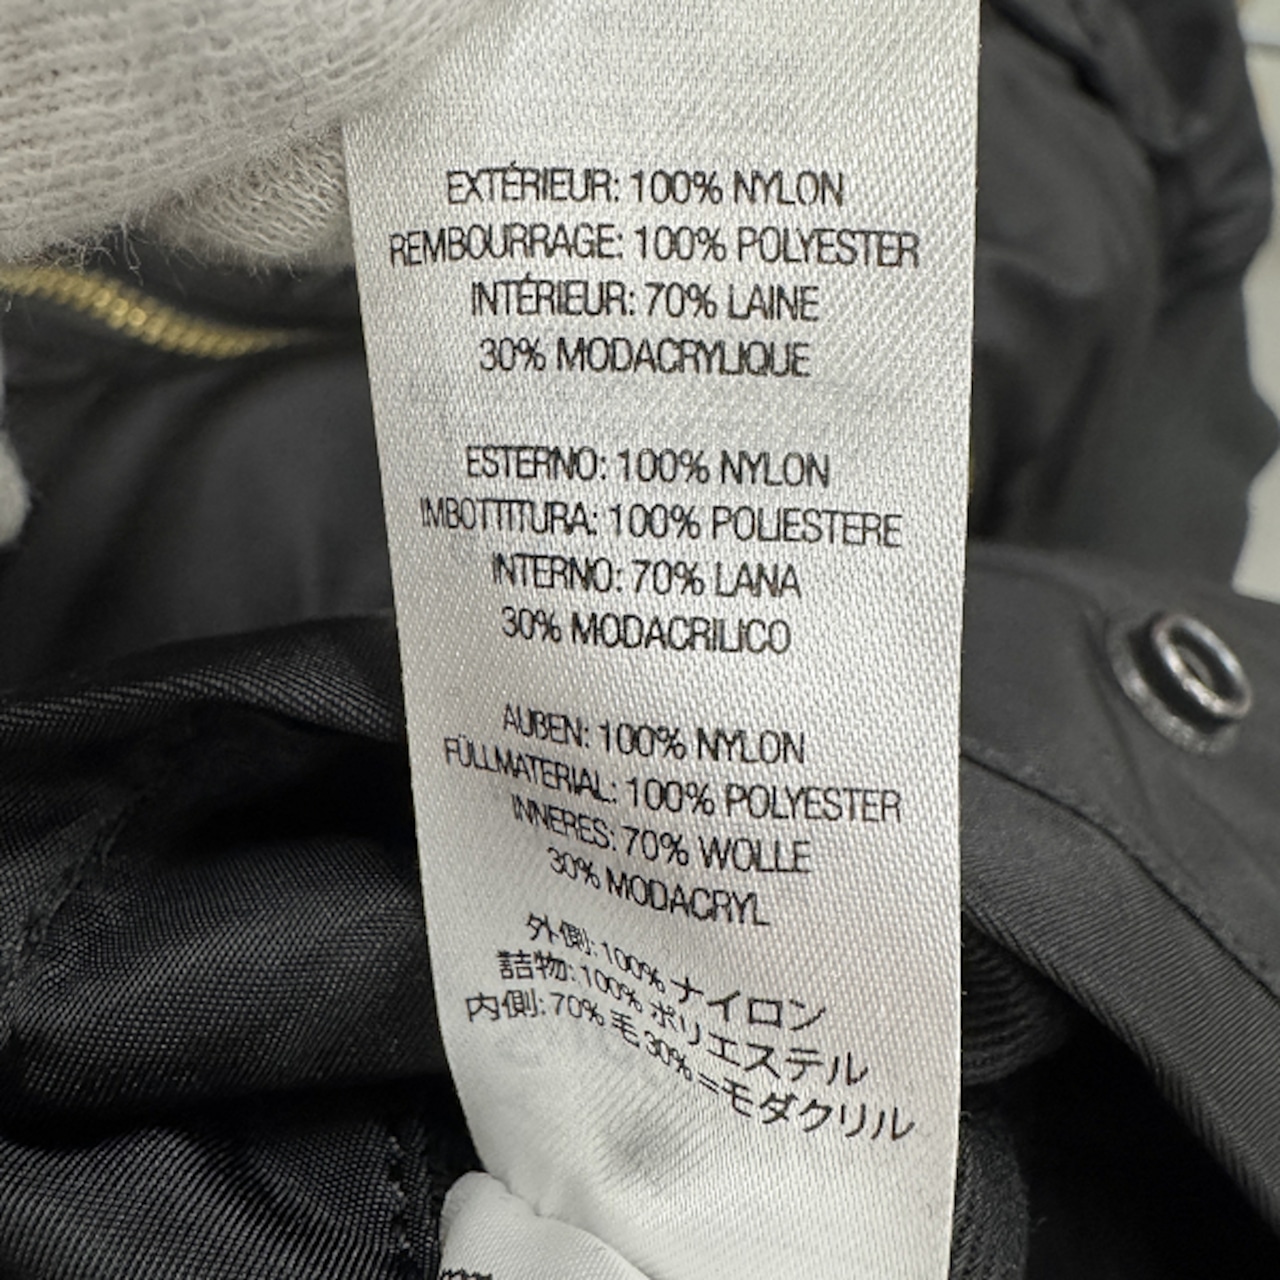 EXTÉRIEUR: 100% NYLON
REMBOURRAGE: 100% POLYESTER
INTÉRIEUR: 70% LAINE
30% MODACRYLIQUE
ESTERNO: 100% NYLON
IMBOTTITURA: 100% POLIESTERE
INTERNO: 70% LANA
30% MODACRILICO
AUBEN: 100% NYLON
FÜLLMATERIAL: 100% POLYESTER
INNERES: 70% WOLLE
30% MODACRYL
外側: 100% ナイロン
詰物: 100% ポリエステル
内側: 70% 毛 30% =モダクリル